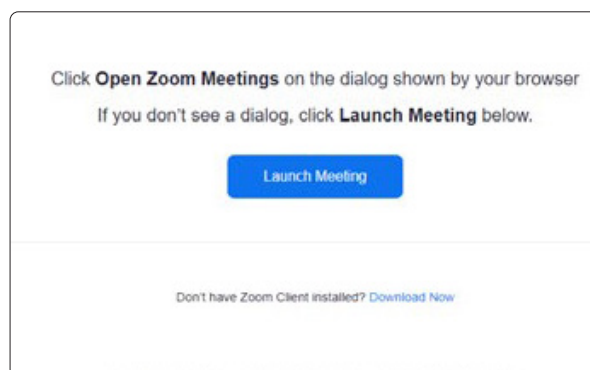 Click Open Zoom Meetings on the dialog shown by your browser
If you don't see a dialog, click Launch Meeting below.
Launch Meeting
Don't have Zoom Client installed? Download Now